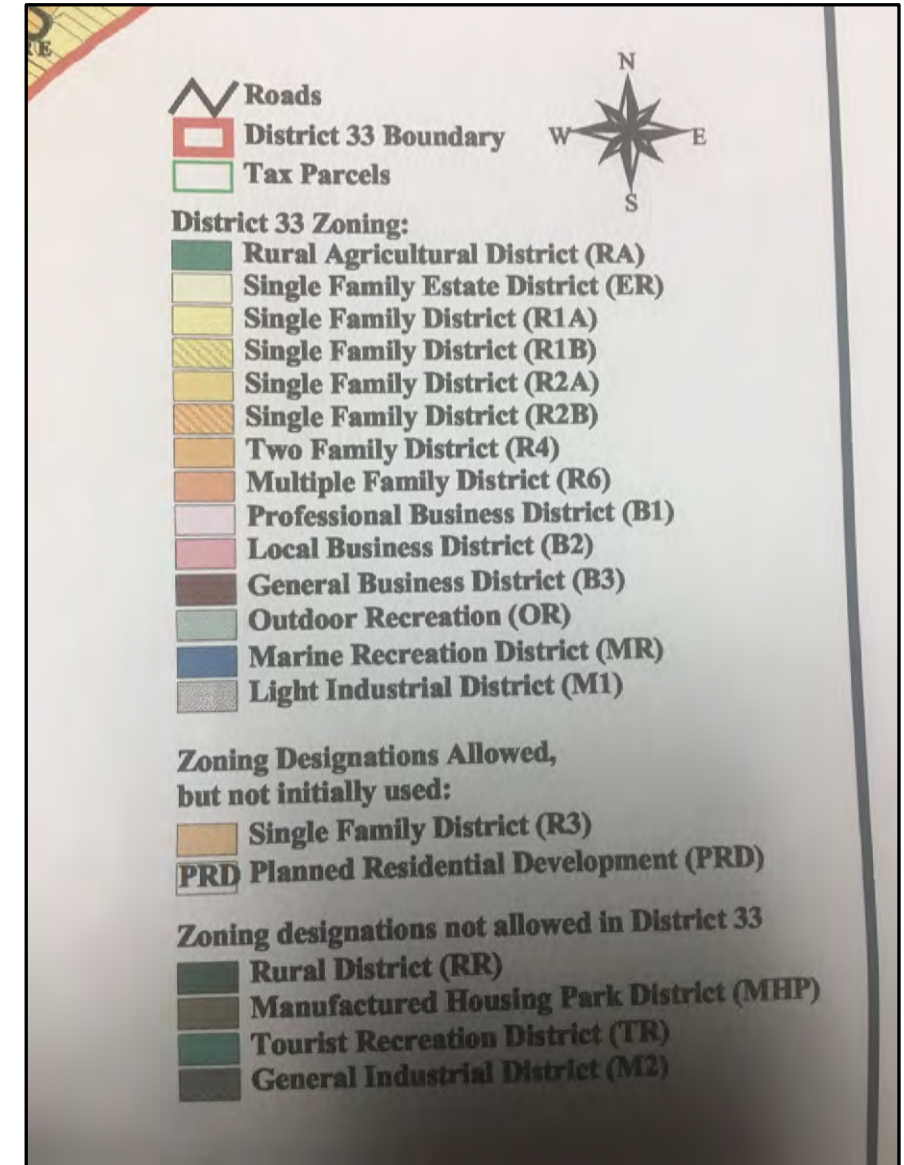 RE
N
Roads
W
E
District 33 Boundary
Tax Parcels
S
District 33 Zoning:
Rural Agricultural District (RA)
Single Family Estate District (ER)
Single Family District (R1A)
Single Family District (R1B)
Single Family District (R2A)
Single Family District (R2B)
Two Family District (R4)
Multiple Family District (R6)
Professional Business District (B1)
Local Business District (B2)
General Business District (B3)
Outdoor Recreation (OR)
Marine Recreation District (MR)
Light Industrial District (M1)
Zoning Designations Allowed,
but not initially used:
Single Family District (R3)
PRD Planned Residential Development (PRD)
Zoning designations not allowed in District 33
Rural District (RR)
Manufactured Housing Park District (MHP)
Tourist Recreation District (TR)
General Industrial District (M2)